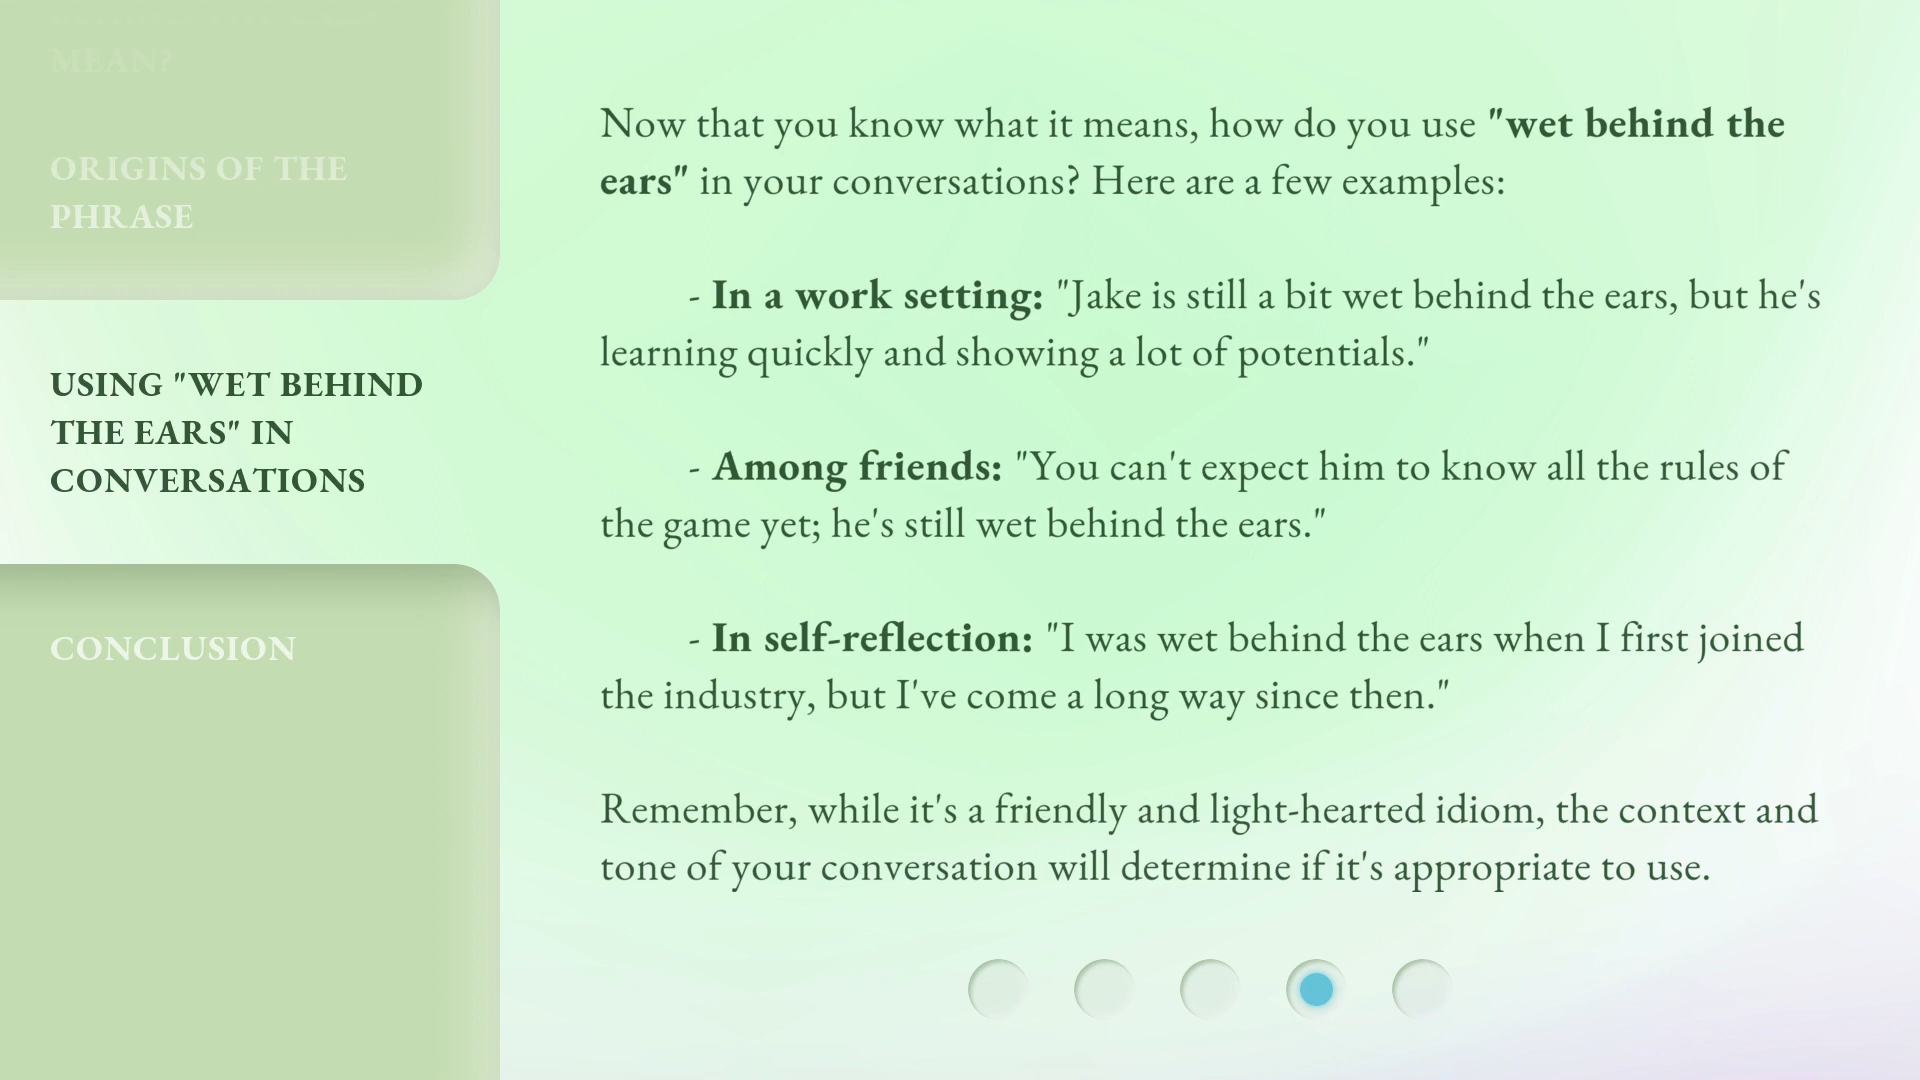 MEAN?
ORIGINS OF THE
PHRASE
USING "WET BEHIND
THE EARS" IN
CONVERSATIONS
CONCLUSION
Now that you know what it means, how do you use "wet behind the
ears" in your conversations? Here are a few examples:
- In a work setting: "Jake is still a bit wet behind the ears, but he's
learning quickly and showing a lot of potentials."
- Among friends: "You can't expect him to know all the rules of
the game yet; he's still wet behind the ears."
- In self-reflection: "I was wet behind the ears when I first joined
the industry, but I've come a long way since then."
Remember, while it's a friendly and light-hearted idiom, the context and
tone of your conversation will determine if it's appropriate to use.